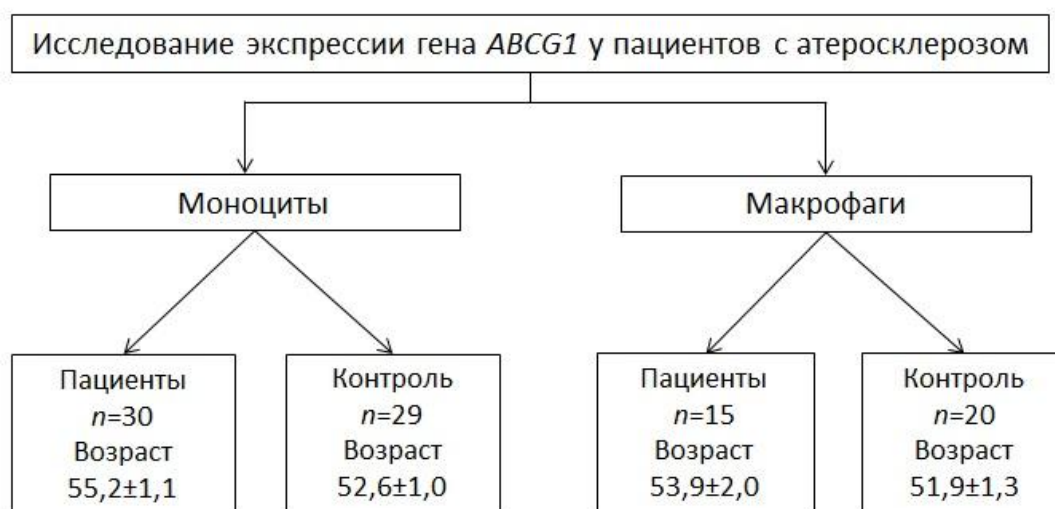 Исследование экспрессии гена ABCG1 у пациентов с атеросклерозом
Моноциты
Макрофаги
Пациенты
n=30
Возраст
55,2±1,1
Контроль
n=29
Возраст
52,6±1,0
Пациенты
n=15
Возраст
53,9±2,0
Контроль
n=20
Возраст
51,9±1,3